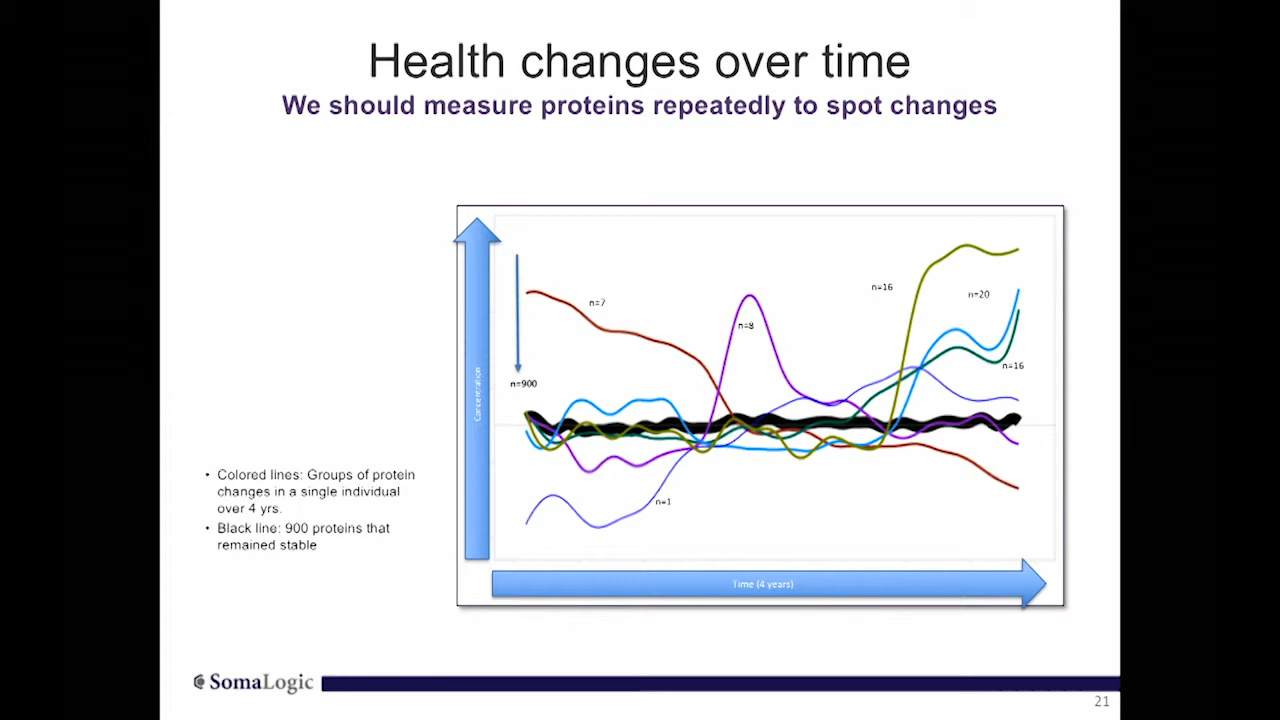 Health changes over time
We should measure proteins repeatedly to spot changes
n=7
n=16
n=20
n=8
n=16
n=900
Concentration
n=1
• Colored lines: Groups of protein
changes in a single individual
over 4 yrs.
• Black line: 900 proteins that
remained stable
Time (4 years)
SomaLogic
21